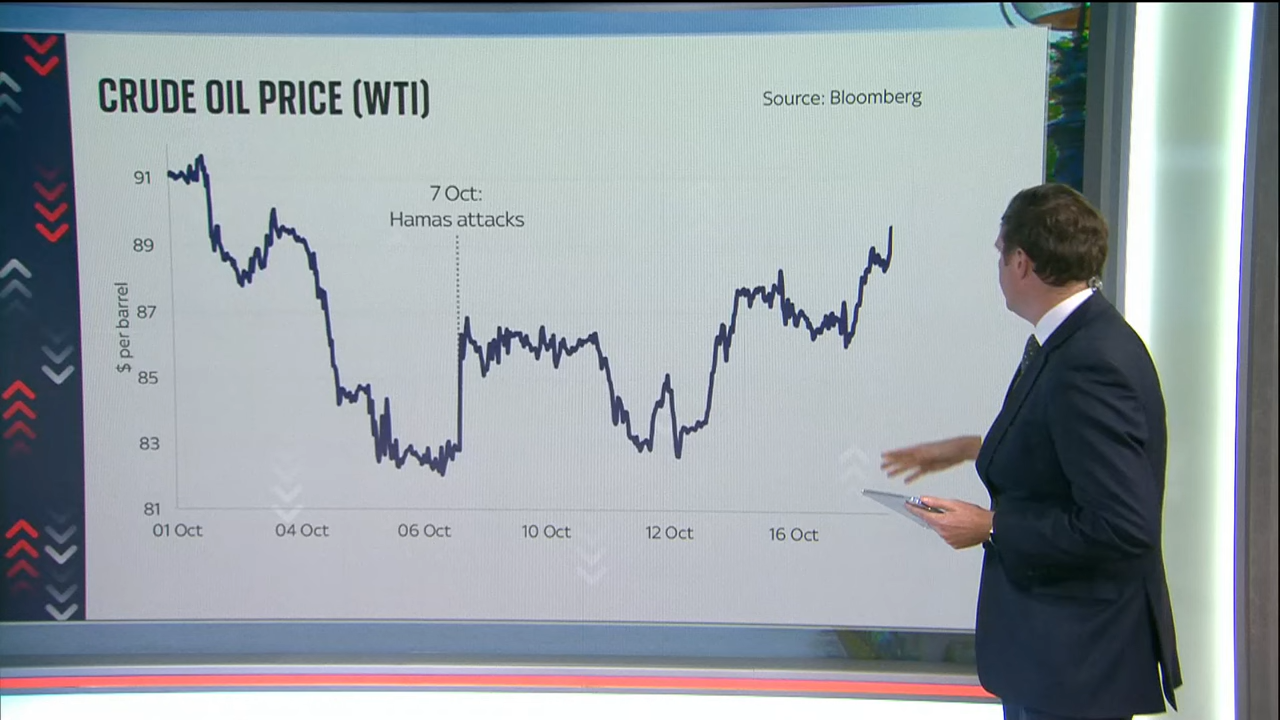 CRUDE OIL PRICE (WTI)
Source: Bloomberg
7 Oct:
Hamas attacks
$ per barrel
91
89
87
85
83
81
01 Oct
04 Oct
06 Oct
10 Oct
12 Oct
16 Oct